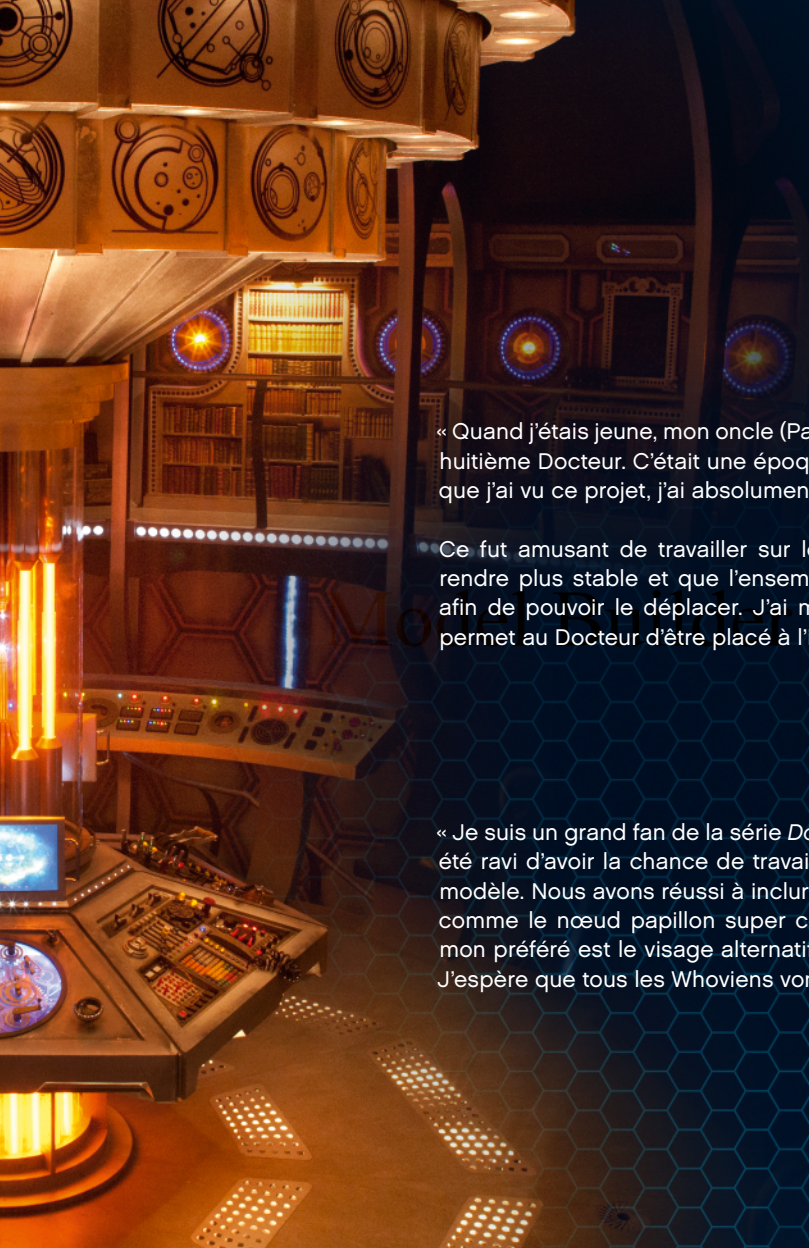 « Quand j’étais jeune, mon oncle (Pa
huitième Docteur. C’était une époq
que j’ai vu ce projet, j’ai absolumen
Ce fut amusant de travailler sur l
rendre plus stable et que l’ensem
afin de pouvoir le déplacer. J’ai m
permet au Docteur d’être placé à l’
Model Builder
« Je suis un grand fan de la série Do
été ravi d’avoir la chance de travai
modèle. Nous avons réussi à inclur
comme le nœud papillon super c
mon préféré est le visage alternati
J’espère que tous les Whoviens vo